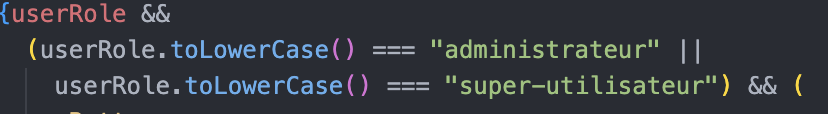 {userRole &&
(userRole.toLowerCase() === "administrateur" ||
userRole.toLowerCase() === "super-utilisateur") && (